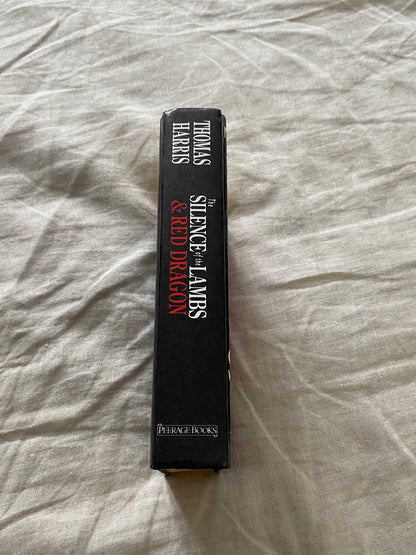 THOMAS
HARRIS
The
SILENCE of the LAMBS
& RED DRAGON
PEERAGE BOOKS